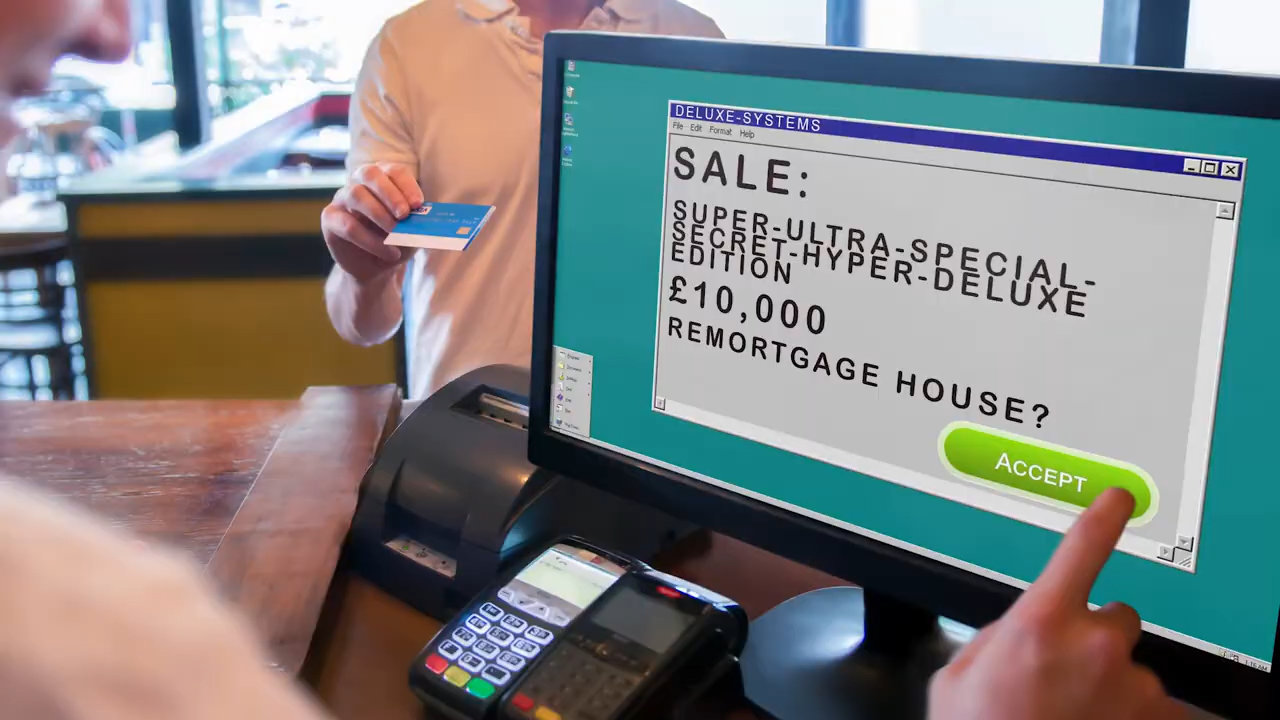 DELUXE-SYSTEMS
File Edit Format Help
SALE:
SUPER-ULTRA-SPECIAL-
SECRET-HYPER-DELUXE
EDITION
£10,000
REMORTGAGE HOUSE?
ACCEPT